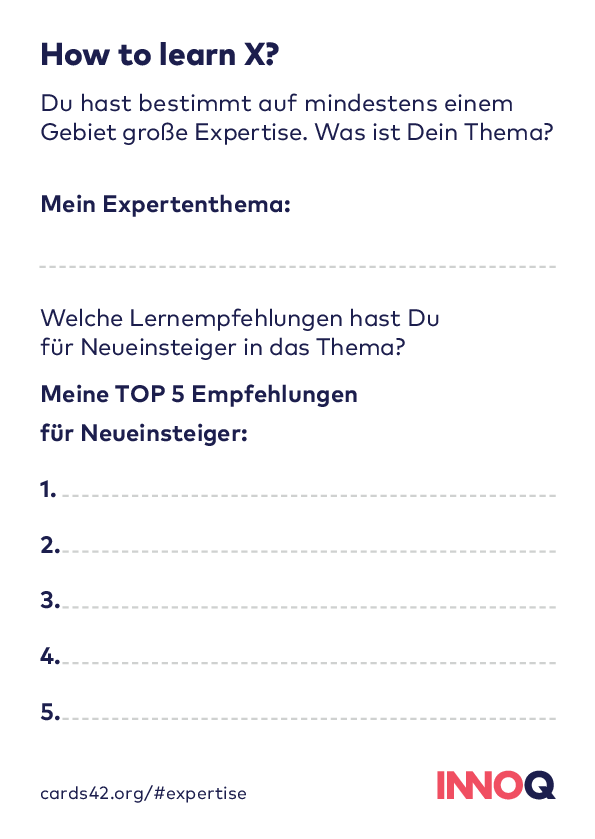 How to learn X?
Du hast bestimmt auf mindestens einem
Gebiet große Expertise. Was ist Dein Thema?
Mein Expertenthema:
Welche Lernempfehlungen hast Du
für Neueinsteiger in das Thema?
Meine TOP 5 Empfehlungen
für Neueinsteiger:
1.
2.
3.
4.
5.
cards42.org/#expertise
INNOQ